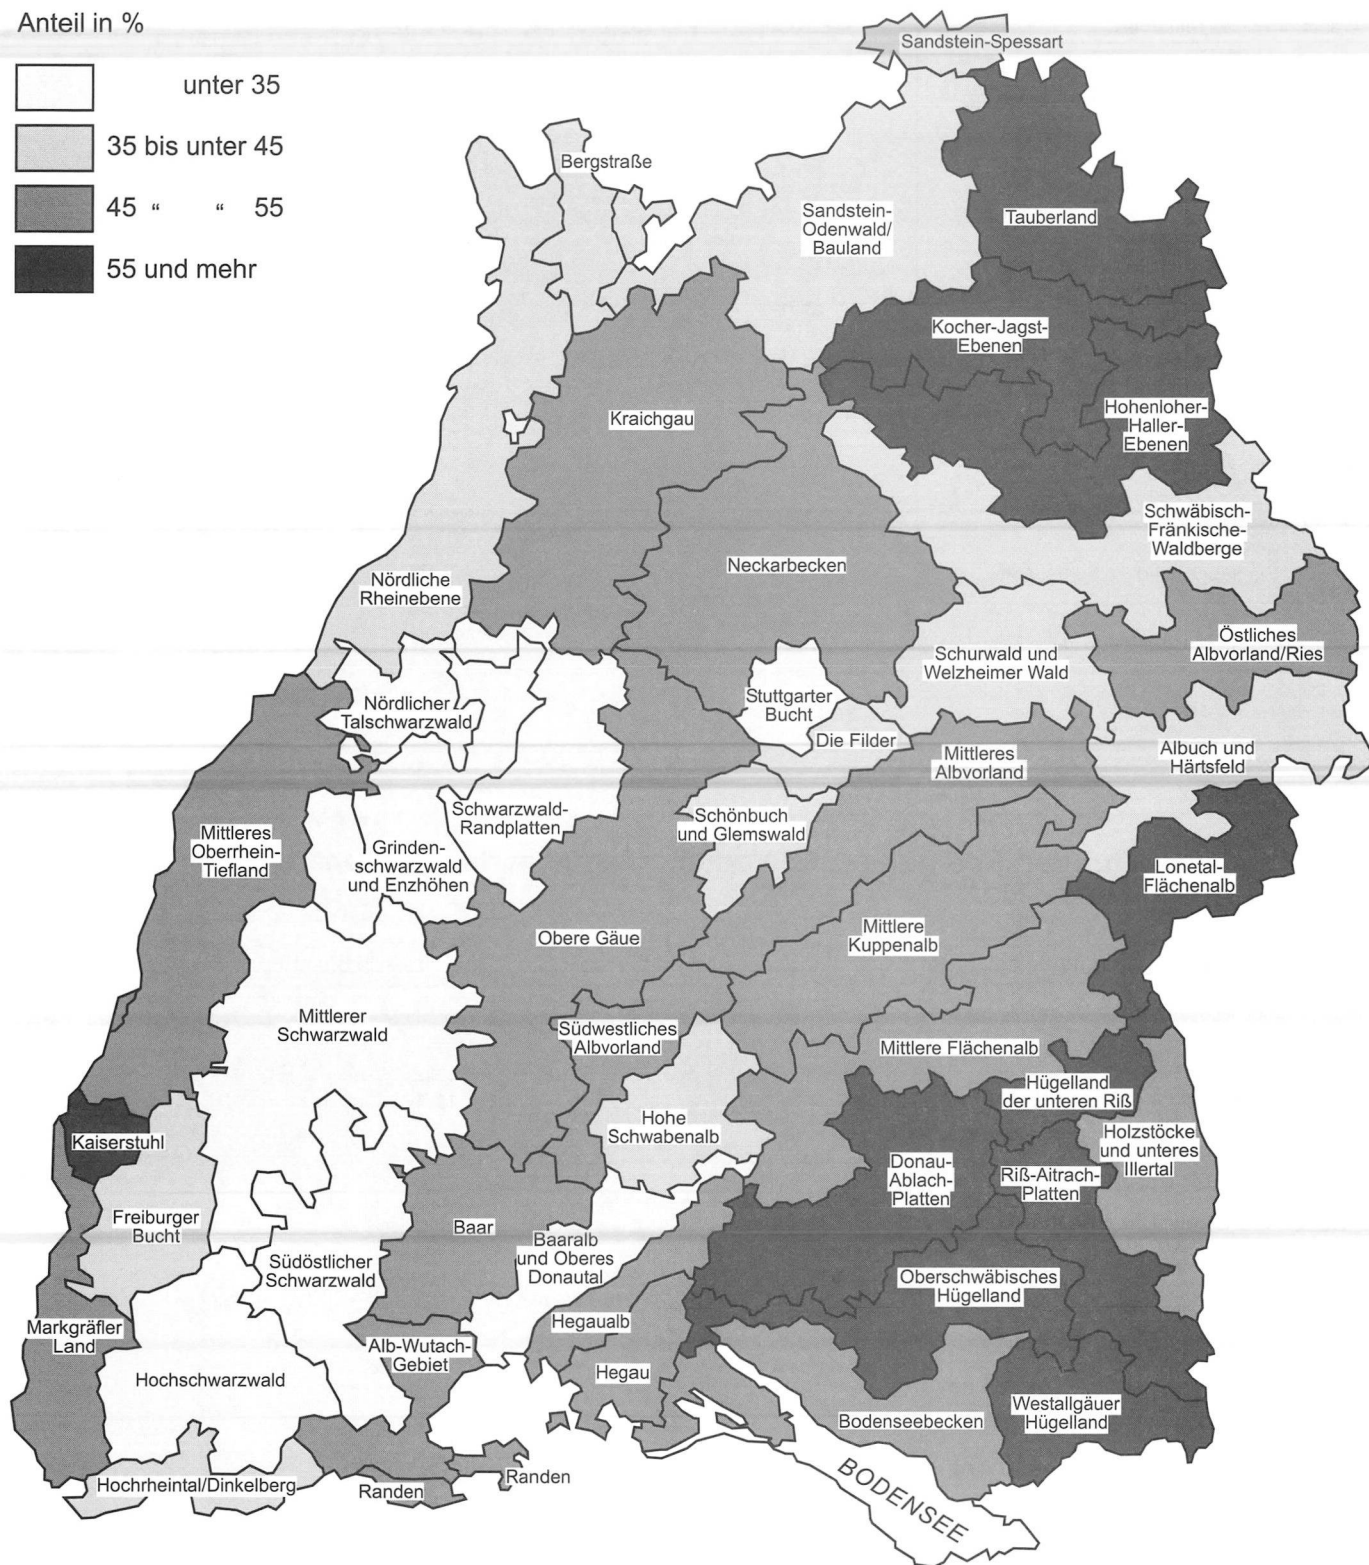 Anteil in %
unter 35
35 bis unter 45
45 “ “ 55
55 und mehr
Sandstein-Spessart
Bergstraße
Sandstein-
Odenwald/
Bauland
Tauberland
Kocher-Jagst-
Ebenen
Kraichgau
Hohenloher-
Haller-
Ebenen
Schwäbisch-
Fränkische-
Waldberge
Neckarbecken
Nördliche
Rheinebene
Östliches
Albvorland/Ries
Schurwald und
Welzheimer Wald
Stuttgarter
Bucht
Nördlicher
Talschwarzwald
Die Filder
Mittleres
Albvorland
Albuch und
Härtsfeld
Schwarzwald-
Randplatten
Schönbuch
und Glemswald
Mittleres
Oberrhein-
Tiefland
Grinden-
schwarzwald
und Enzhöhen
Lonetal-
Flächenalb
Obere Gäue
Mittlere
Kuppenalb
Mittlerer
Schwarzwald
Südwestliches
Albvorland
Mittlere Flächenalb
Hügelland
der unteren Riß
Kaiserstuhl
Hohe
Schwabenalb
Holzstöcke
und unteres
Illertal
Donau-
Ablach-
Platten
Riß-Aitrach-
Platten
Freiburger
Bucht
Baar
Baaralb
und Oberes
Donautal
Südöstlicher
Schwarzwald
Oberschwäbisches
Hügelland
Markgräfler
Land
Hegaualb
Alb-Wutach-
Gebiet
Hegau
Hochschwarzwald
Bodenseebecken
Westallgäuer
Hügelland
Hochrheintal/Dinkelberg
Randen
Randen
BODENSEE